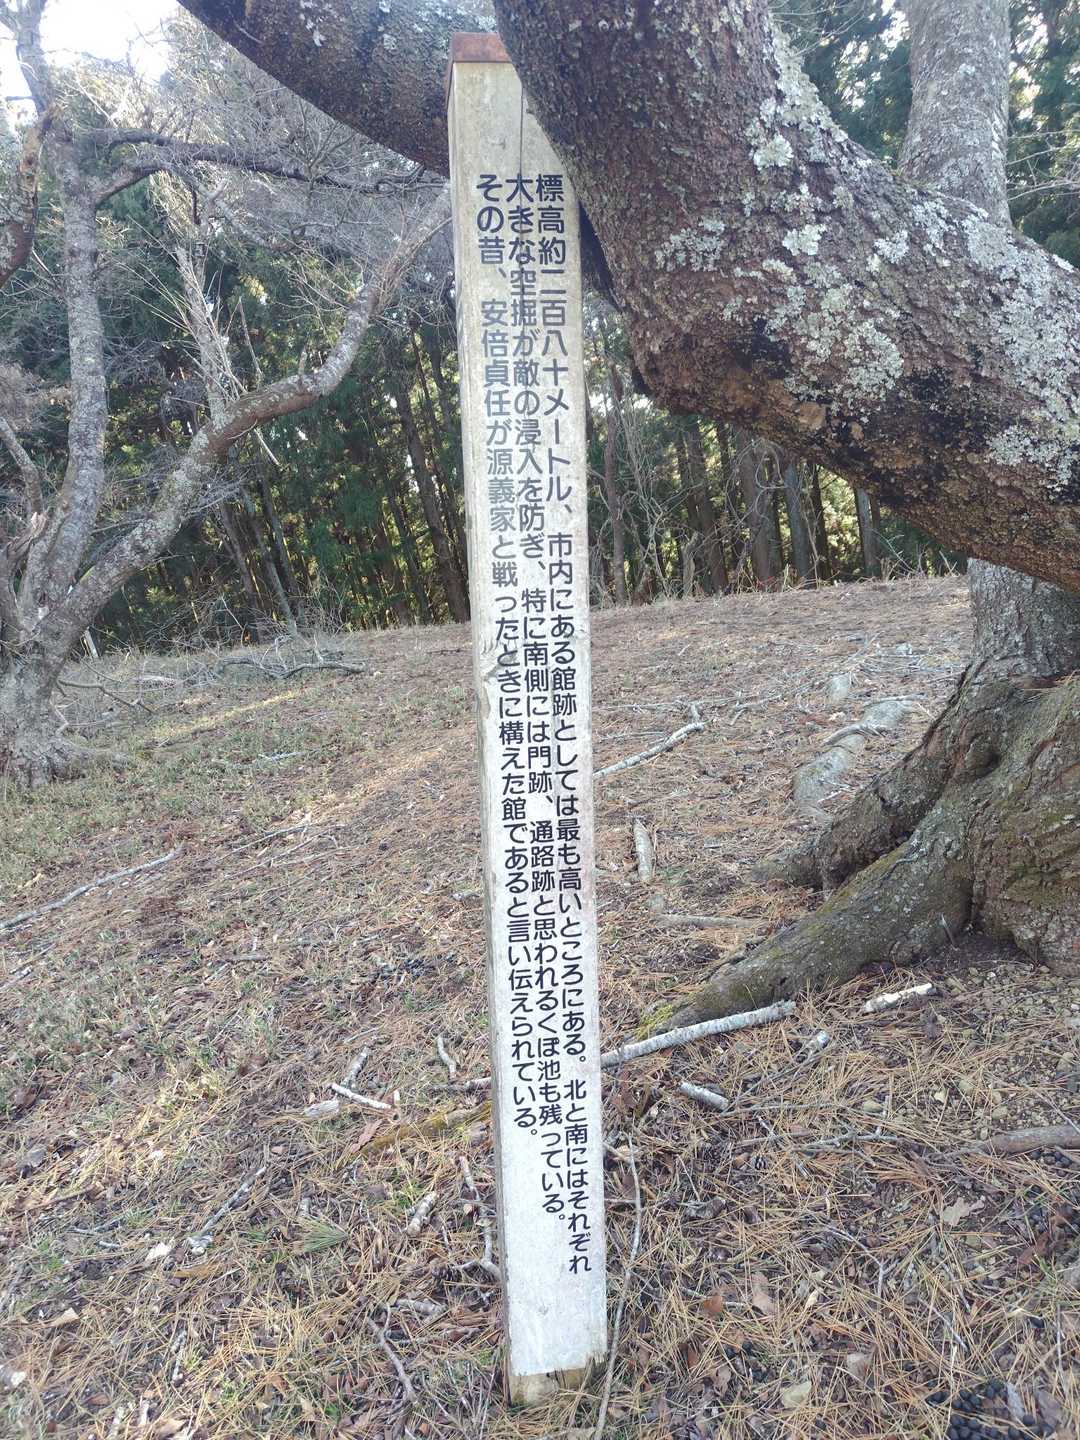 標高約二百八十メートル、市内にある館跡としては最も高いところにある。北と南にはそれぞれ
大きな空掘が敵の浸入を防ぎ、特に南側には門跡、通路跡と思われるくぼ池も残っている。
その昔、安倍貞任が源義家と戦ったときに構えた館であると言い伝えられている。